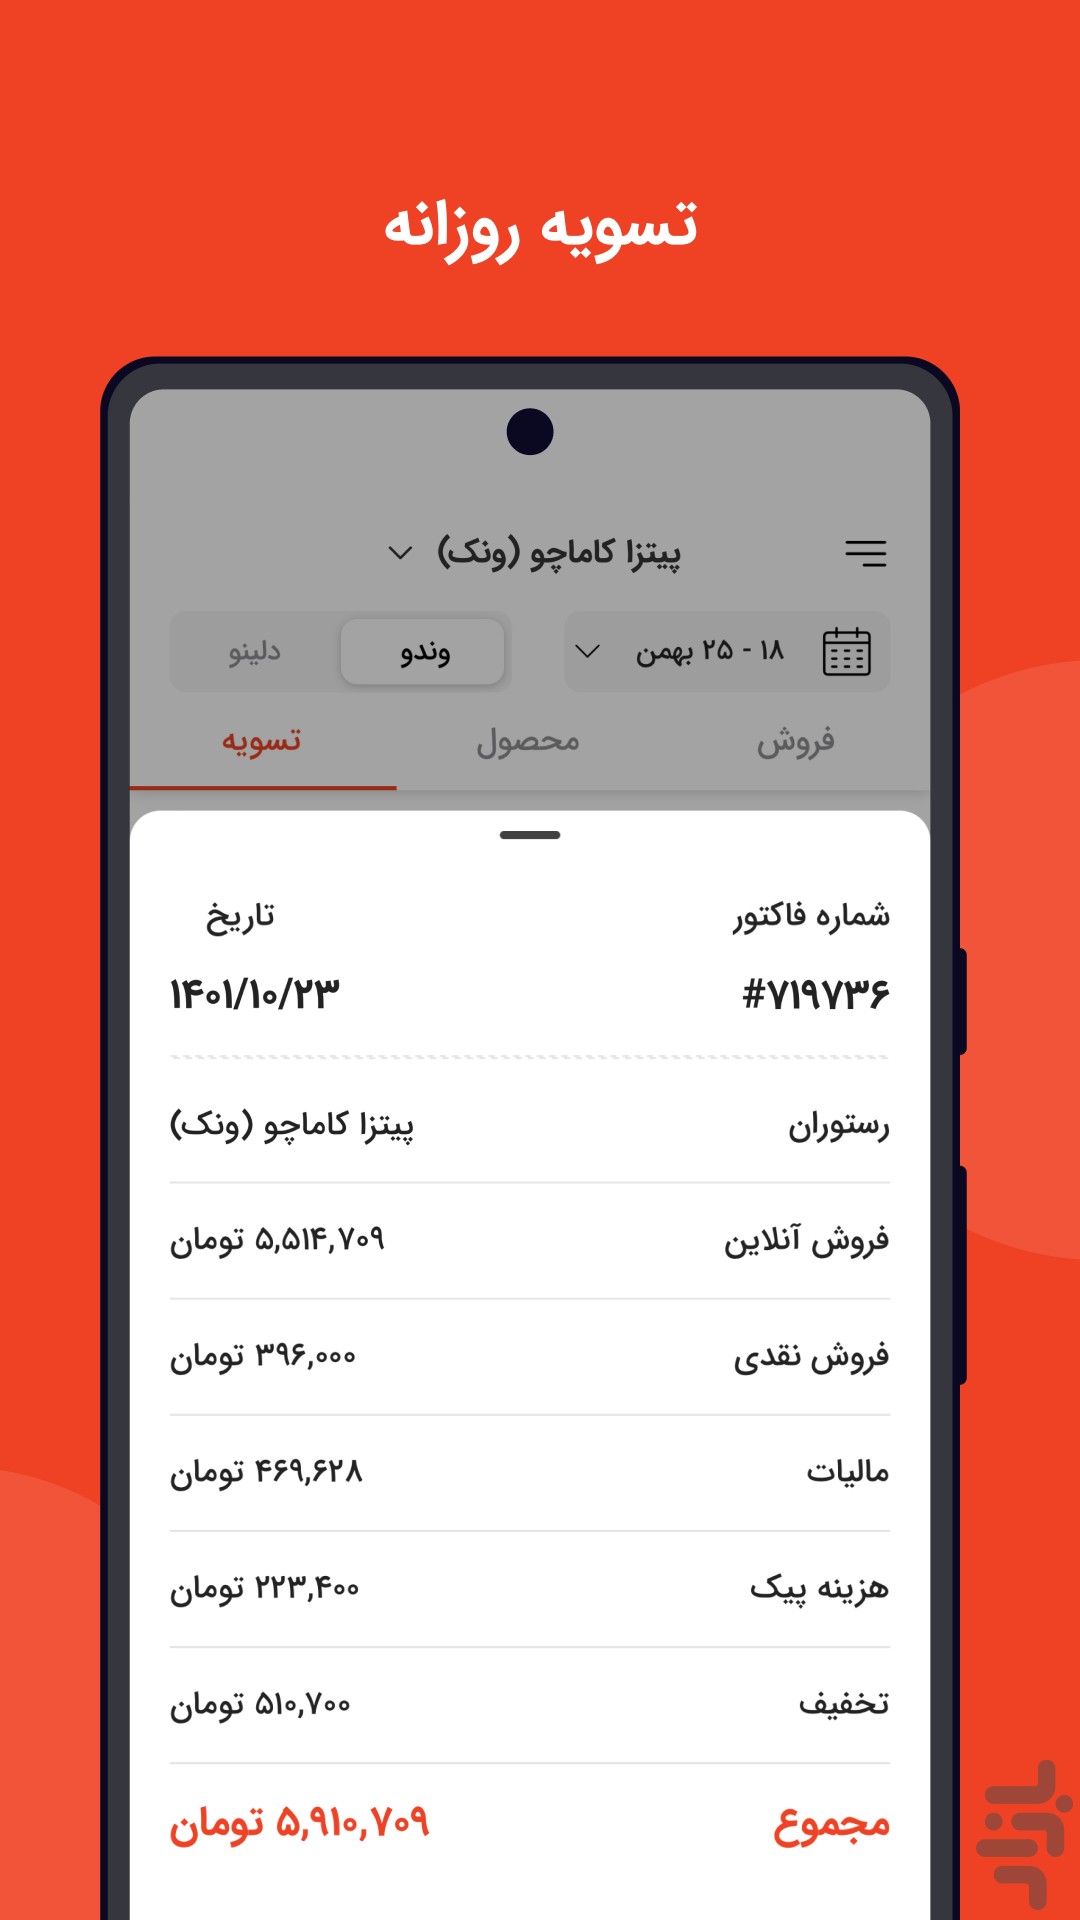 تسویه روزانه
پیتزا کاماچو (ونک)
۱۸ - ۲۵ بهمن
وندو
دلینو
فروش
محصول
تسویه
شماره فاکتور
تاریخ
#۷۱۹۷۳۶
۱۴۰۱/۱۰/۲۳
رستوران
پیتزا کاماچو (ونک)
فروش آنلاین
۵,۵۱۴,۷۰۹ تومان
فروش نقدی
۳۹۶,۰۰۰ تومان
مالیات
۴۶۹,۶۲۸ تومان
هزینه پیک
۲۲۳,۴۰۰ تومان
تخفیف
۵۱۰,۷۰۰ تومان
مجموع
۵,۹۱۰,۷۰۹ تومان
بازار